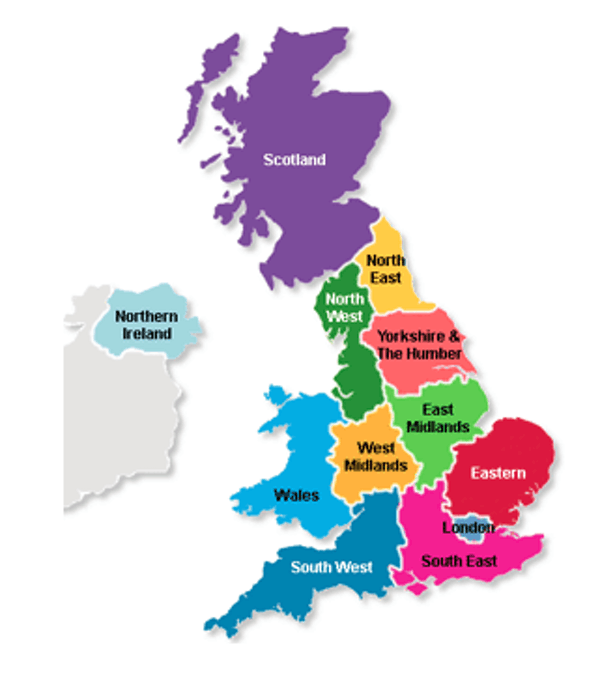 Scotland
North
East
North
West
Northern
Ireland
Yorkshire &
The Humber
East
Midlands
West
Midlands
Eastern
Wales
London
South West
South East